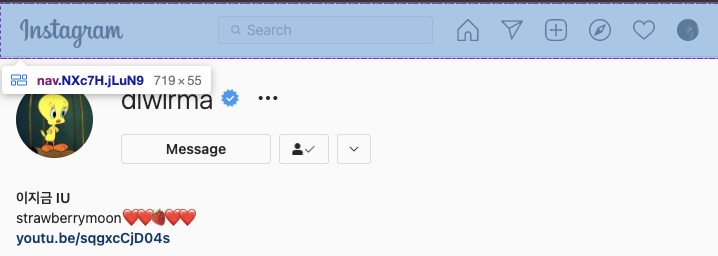 Instagram
Search
nav.NXc7H.jLuN9 719 × 55
dlwlrma
Message
이지금 IU
strawberrymoon❤️❤️🍓❤️❤️
youtu.be/sqgxcCjD04s